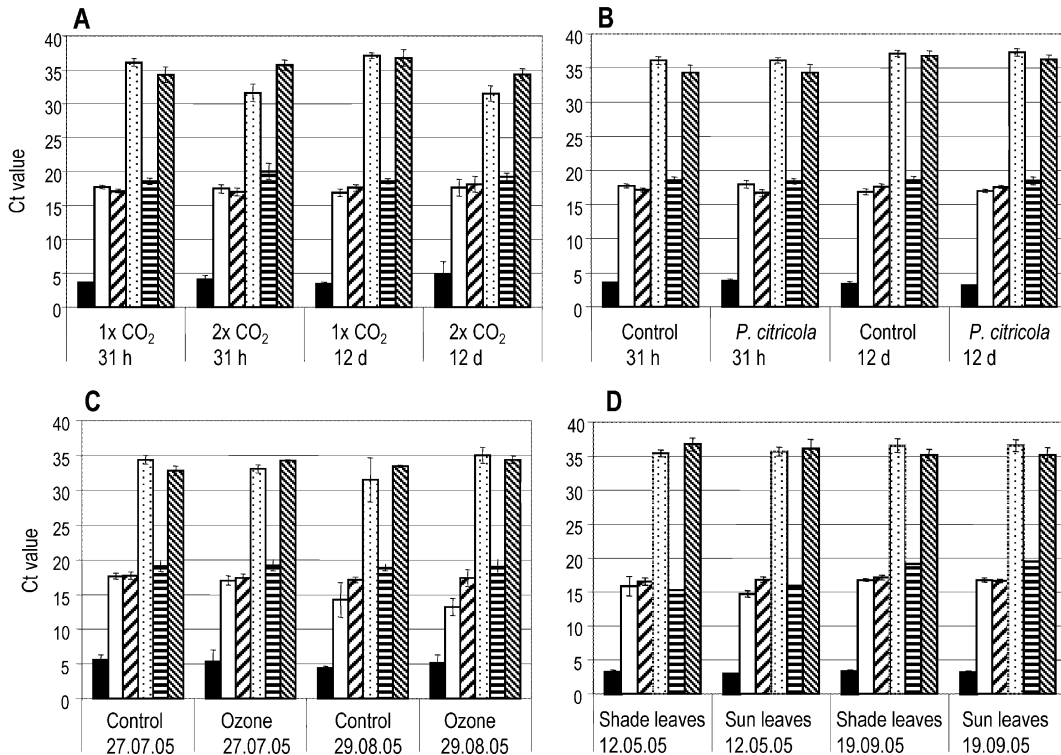 A
Ct value
40
35
30
25
20
15
10
5
0
1x CO₂ 2x CO₂ 1x CO₂ 2x CO₂
31 h 31 h 12 d 12 d
B
40
35
30
25
20
15
10
5
0
Control P. citricola Control P. citricola
31 h 31 h 12 d 12 d
C
Ct value
40
35
30
25
20
15
10
5
0
Control Ozone Control Ozone
27.07.05 27.07.05 29.08.05 29.08.05
D
40
35
30
25
20
15
10
5
0
Shade leaves Sun leaves Shade leaves Sun leaves
12.05.05 12.05.05 19.09.05 19.09.05